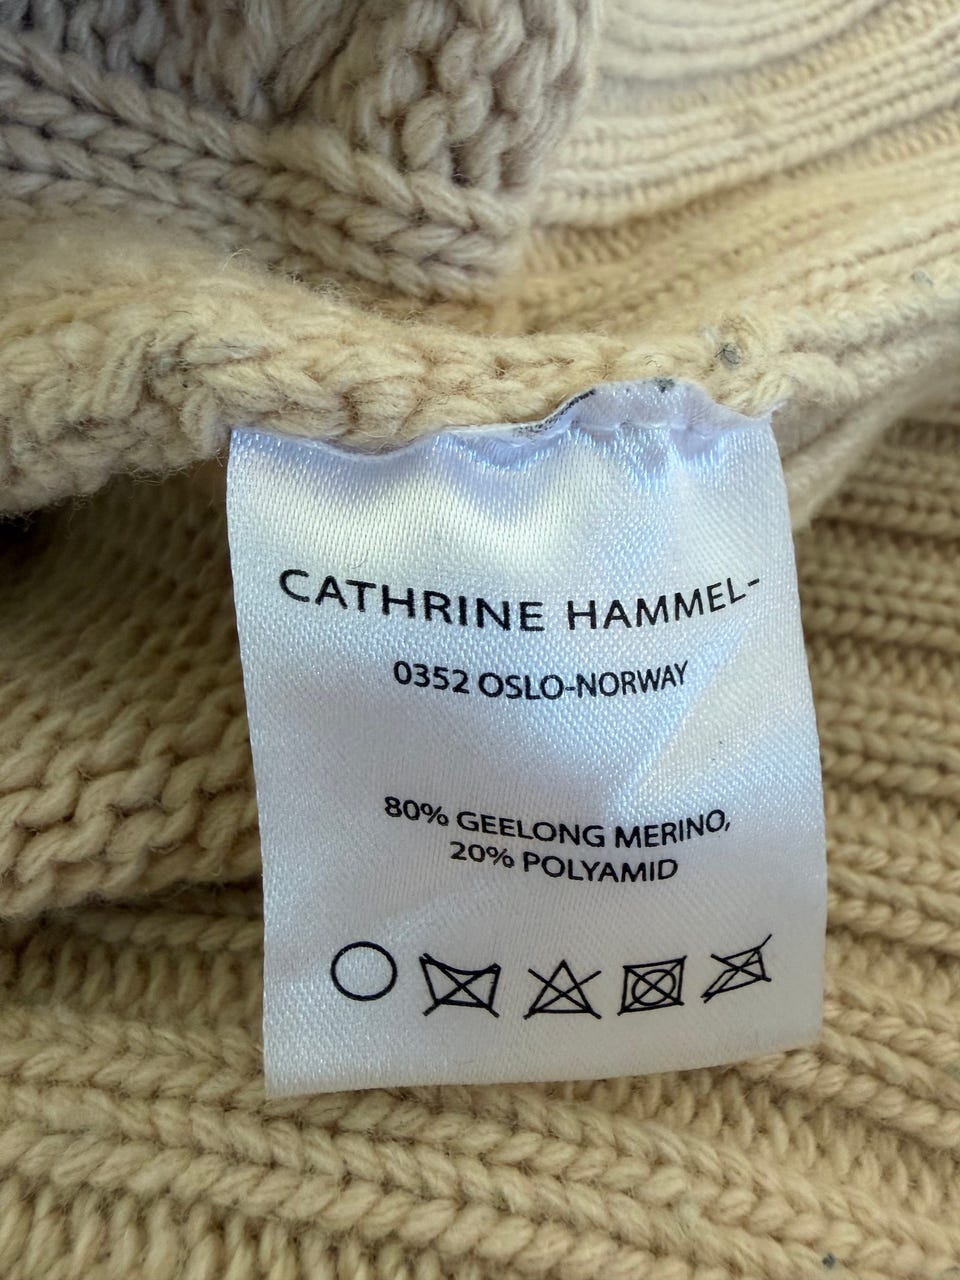 CATHRINE HAMMEL-
0352 OSLO-NORWAY
80% GEELONG MERINO,
20% POLYAMID